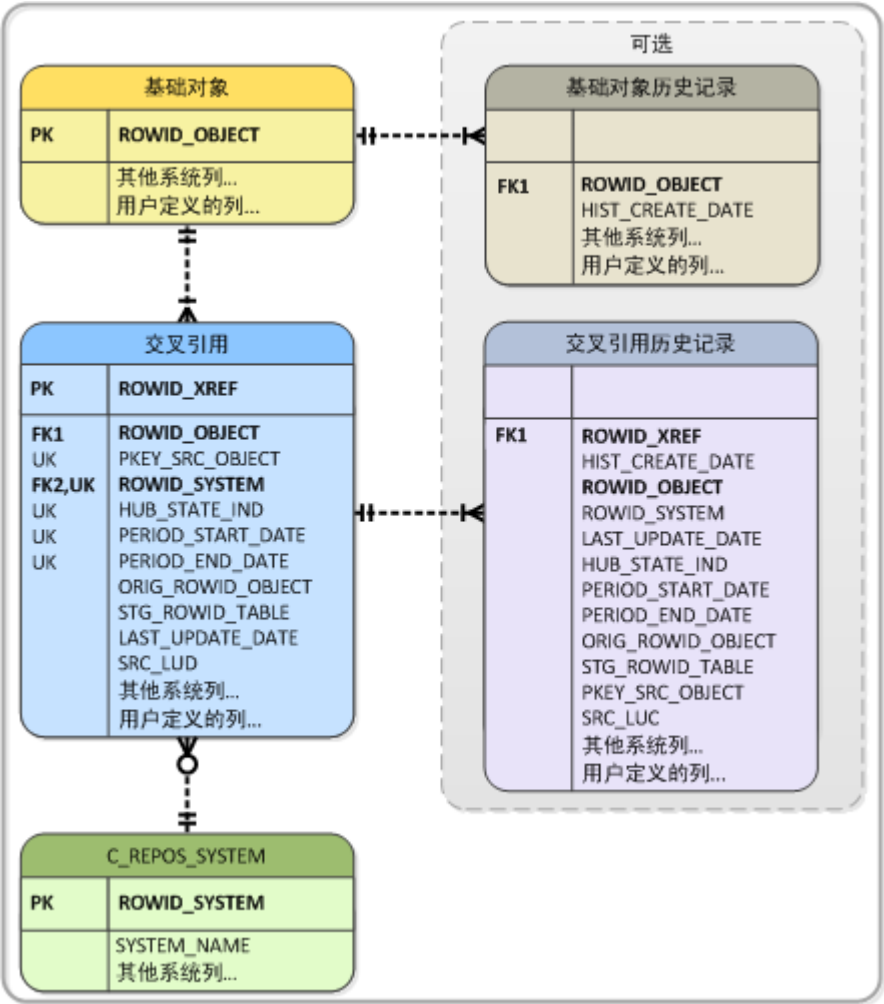 可选
基础对象
PK ROWID_OBJECT
其他系统列...
用户定义的列...
基础对象历史记录
FK1 ROWID_OBJECT
HIST_CREATE_DATE
其他系统列...
用户定义的列...
交叉引用
PK ROWID_XREF
FK1 ROWID_OBJECT
UK PKEY_SRC_OBJECT
FK2,UK ROWID_SYSTEM
UK HUB_STATE_IND
UK PERIOD_START_DATE
UK PERIOD_END_DATE
ORIG_ROWID_OBJECT
STG_ROWID_TABLE
LAST_UPDATE_DATE
SRC_LUD
其他系统列...
用户定义的列...
交叉引用历史记录
FK1 ROWID_XREF
HIST_CREATE_DATE
ROWID_OBJECT
ROWID_SYSTEM
LAST_UPDATE_DATE
HUB_STATE_IND
PERIOD_START_DATE
PERIOD_END_DATE
ORIG_ROWID_OBJECT
STG_ROWID_TABLE
PKEY_SRC_OBJECT
SRC_LUC
其他系统列...
用户定义的列...
C_REPOS_SYSTEM
PK ROWID_SYSTEM
SYSTEM_NAME
其他系统列...